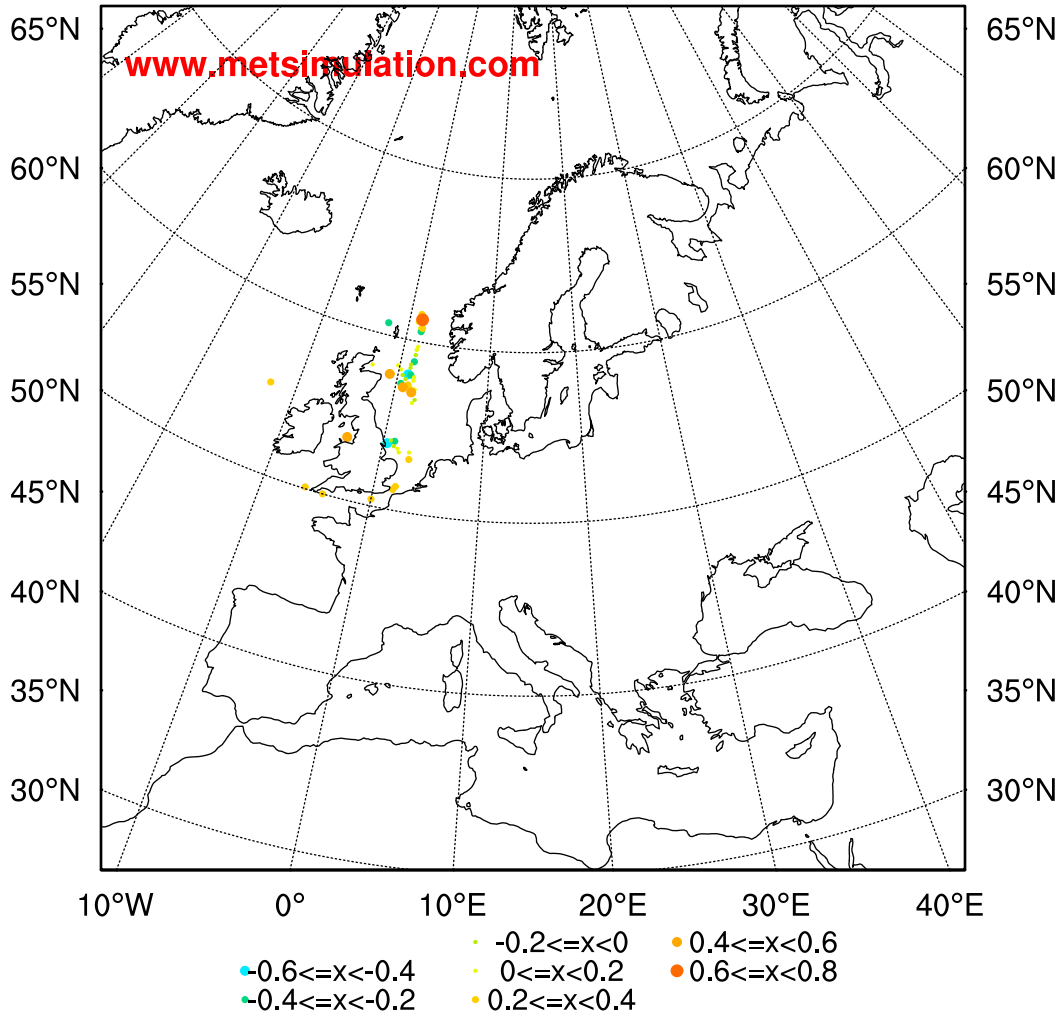 www.metsimulation.com
65°N 65°N
60°N 60°N
55°N 55°N
50°N 50°N
45°N 45°N
40°N 40°N
35°N 35°N
30°N 30°N
10°W 0° 10°E 20°E 30°E 40°E
-0.2<=x<0 0.4<=x<0.6
-0.6<=x<-0.4 0<=x<0.2 0.6<=x<0.8
-0.4<=x<-0.2 0.2<=x<0.4